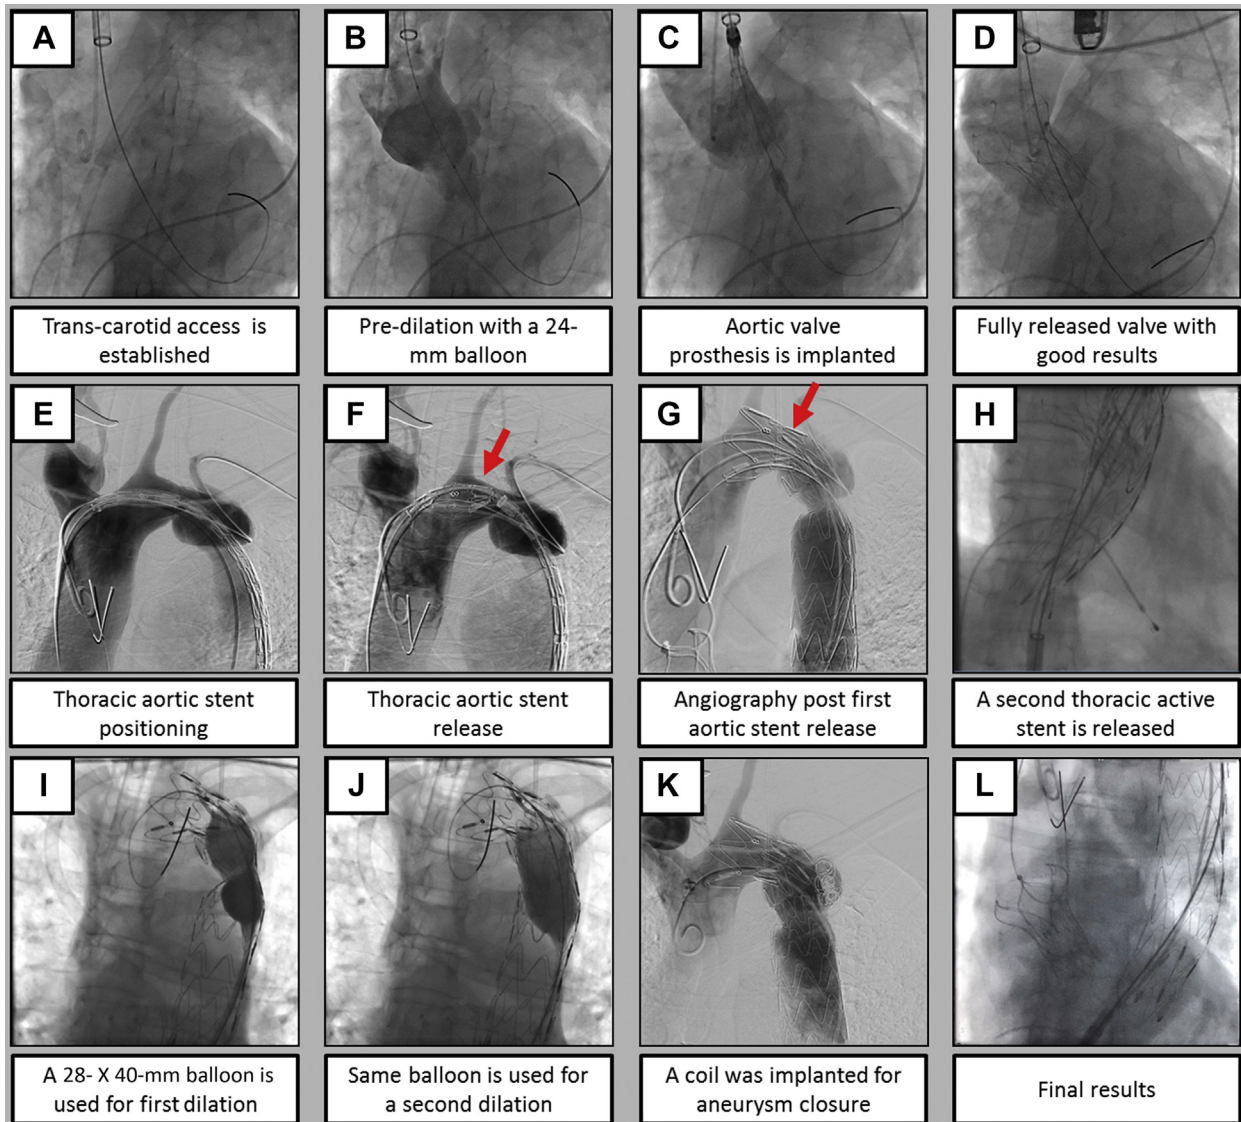 A
B
C
D
Trans-carotid access is
established
Pre-dilation with a 24-
mm balloon
Aortic valve
prosthesis is implanted
Fully released valve with
good results
E
F
G
H
Thoracic aortic stent
positioning
Thoracic aortic stent
release
Angiography post first
aortic stent release
A second thoracic active
stent is released
I
J
K
L
A 28- X 40-mm balloon is
used for first dilation
Same balloon is used for
a second dilation
A coil was implanted for
aneurysm closure
Final results